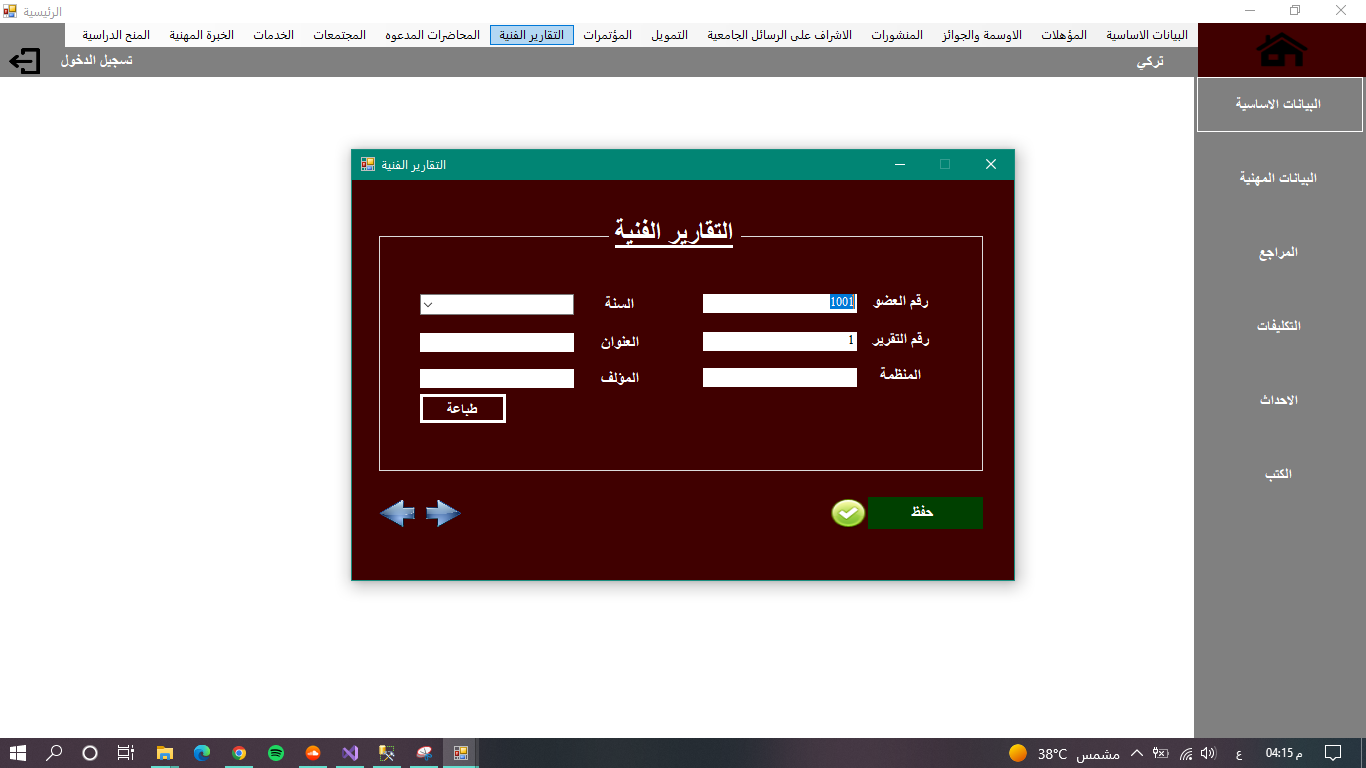 الرئيسية
البيانات الاساسية
المؤهلات
الاوسمة والجوائز
المنشورات
الاشراف على الرسائل الجامعية
التمويل
المؤتمرات
التقارير الفنية
المحاضرات المدعوه
المجتمعات
الخدمات
الخبرة المهنية
المنح الدراسية
تركي
تسجيل الدخول
البيانات الاساسية
البيانات المهنية
المراجع
التكليفات
الاحداث
الكتب
التقارير الفنية
التقارير الفنية
رقم العضو 1001
السنة
رقم التقرير 1
العنوان
المنظمة
المؤلف
طباعة
حفظ
38°C مشمس
ع
04:15 م